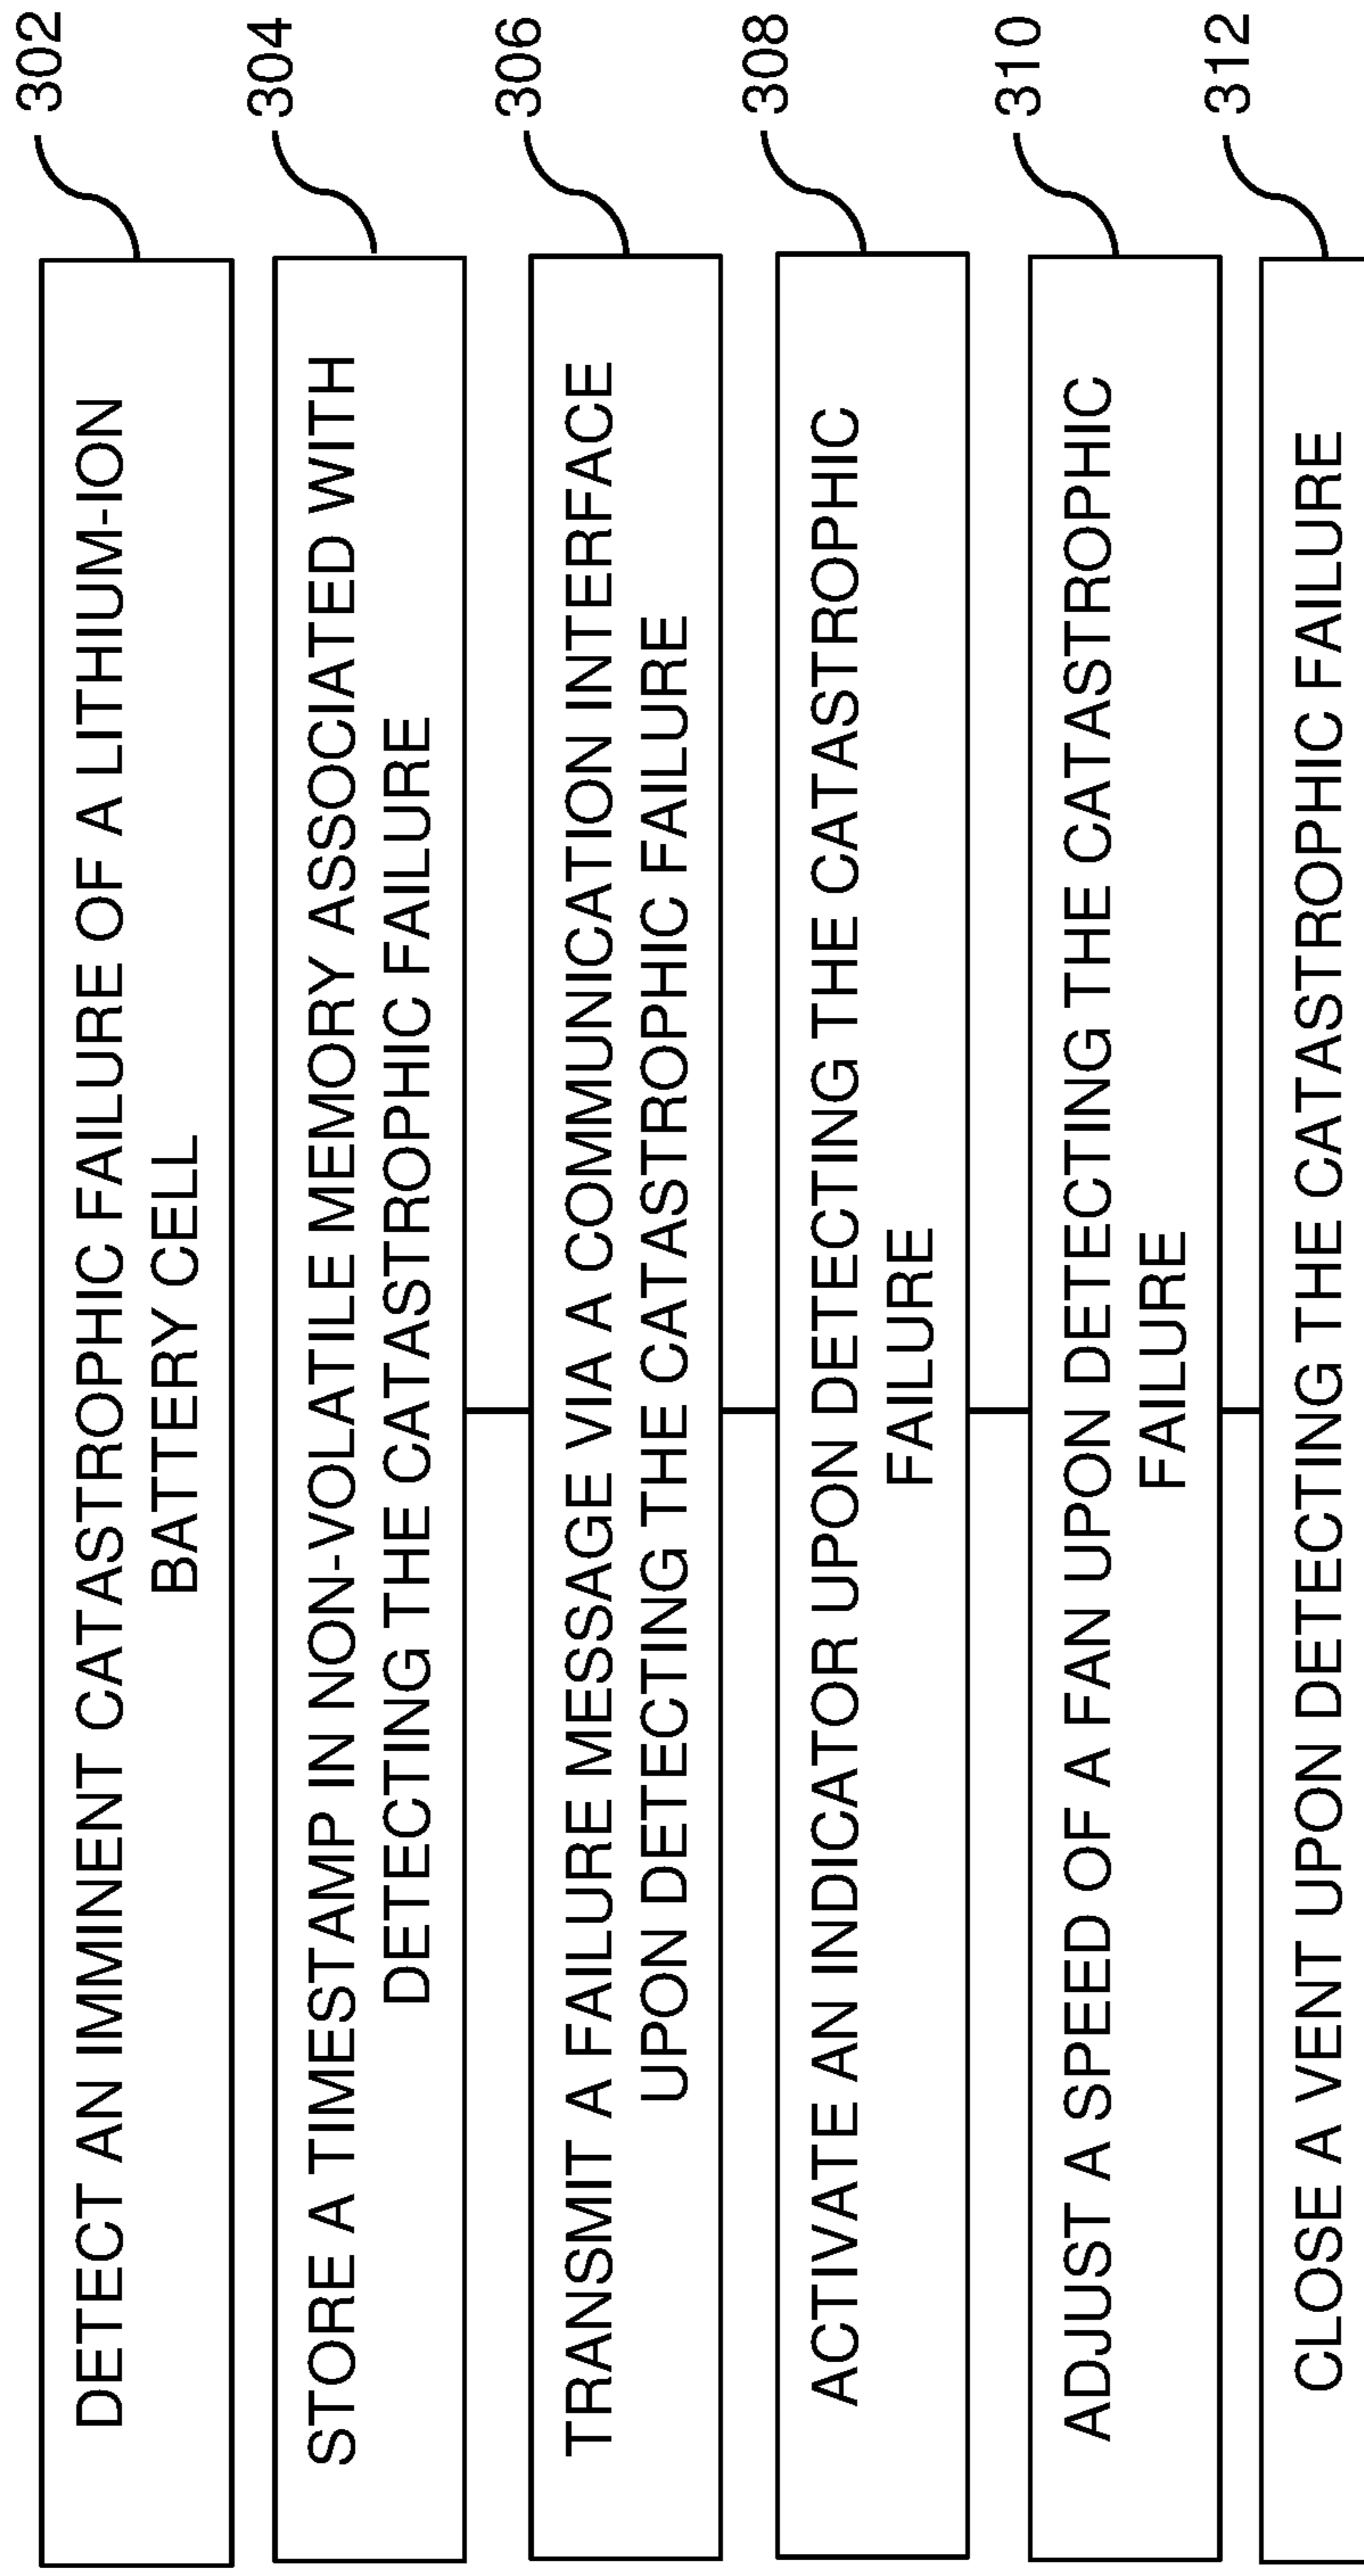 302
DETECT AN IMMINENT CATASTROPHIC FAILURE OF A LITHIUM-ION
BATTERY CELL
304
STORE A TIMESTAMP IN NON-VOLATILE MEMORY ASSOCIATED WITH
DETECTING THE CATASTROPHIC FAILURE
306
TRANSMIT A FAILURE MESSAGE VIA A COMMUNICATION INTERFACE
UPON DETECTING THE CATASTROPHIC FAILURE
308
ACTIVATE AN INDICATOR UPON DETECTING THE CATASTROPHIC
FAILURE
310
ADJUST A SPEED OF A FAN UPON DETECTING THE CATASTROPHIC
FAILURE
312
CLOSE A VENT UPON DETECTING THE CATASTROPHIC FAILURE